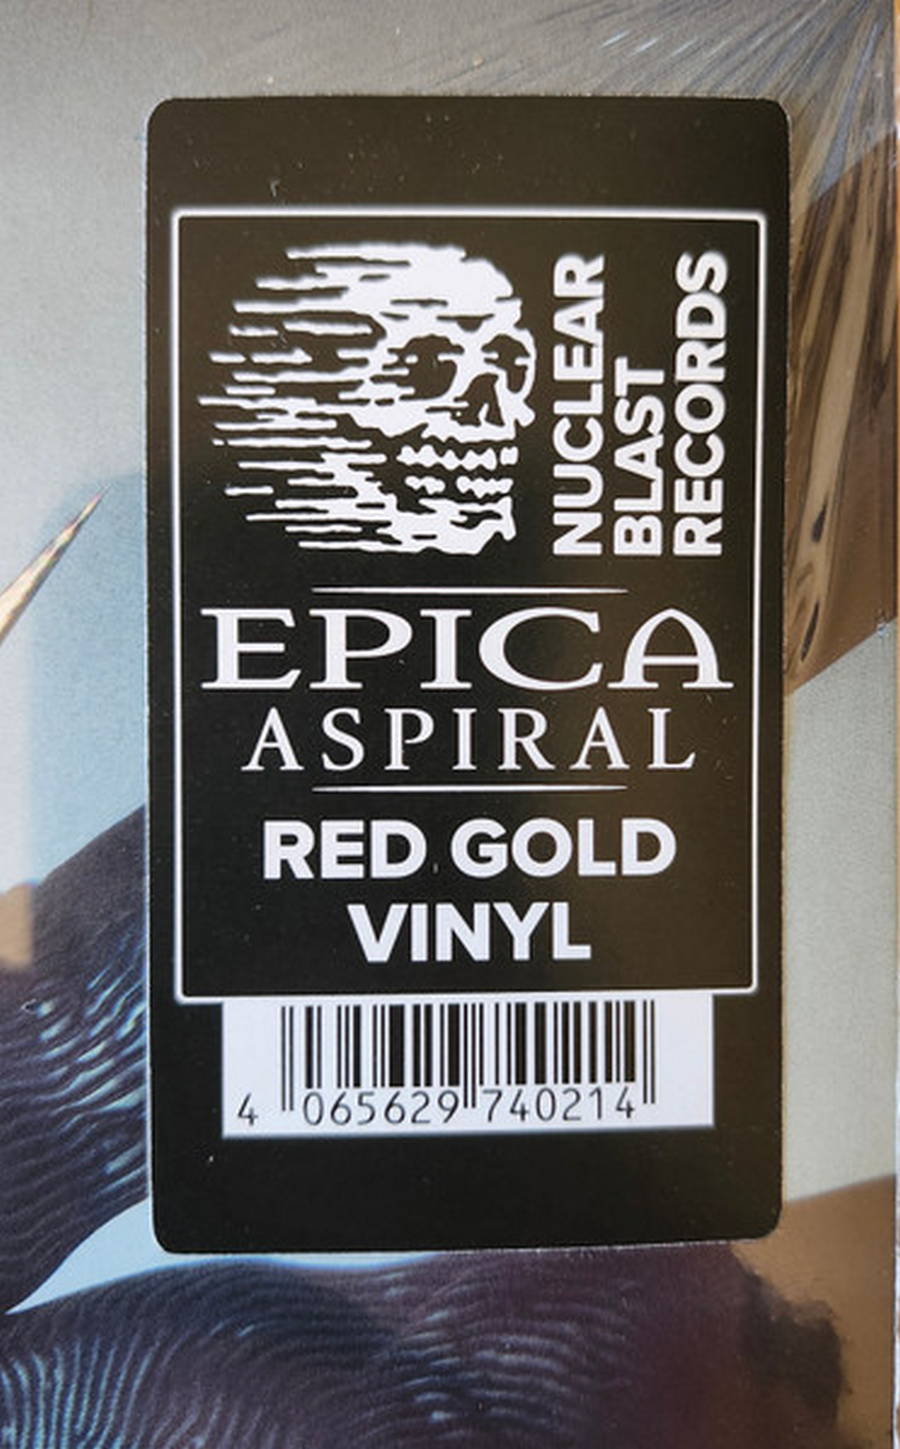 NUCLEAR
BLAST
RECORDS
EPICA
ASPIRAL
RED GOLD
VINYL
4 065629 740214